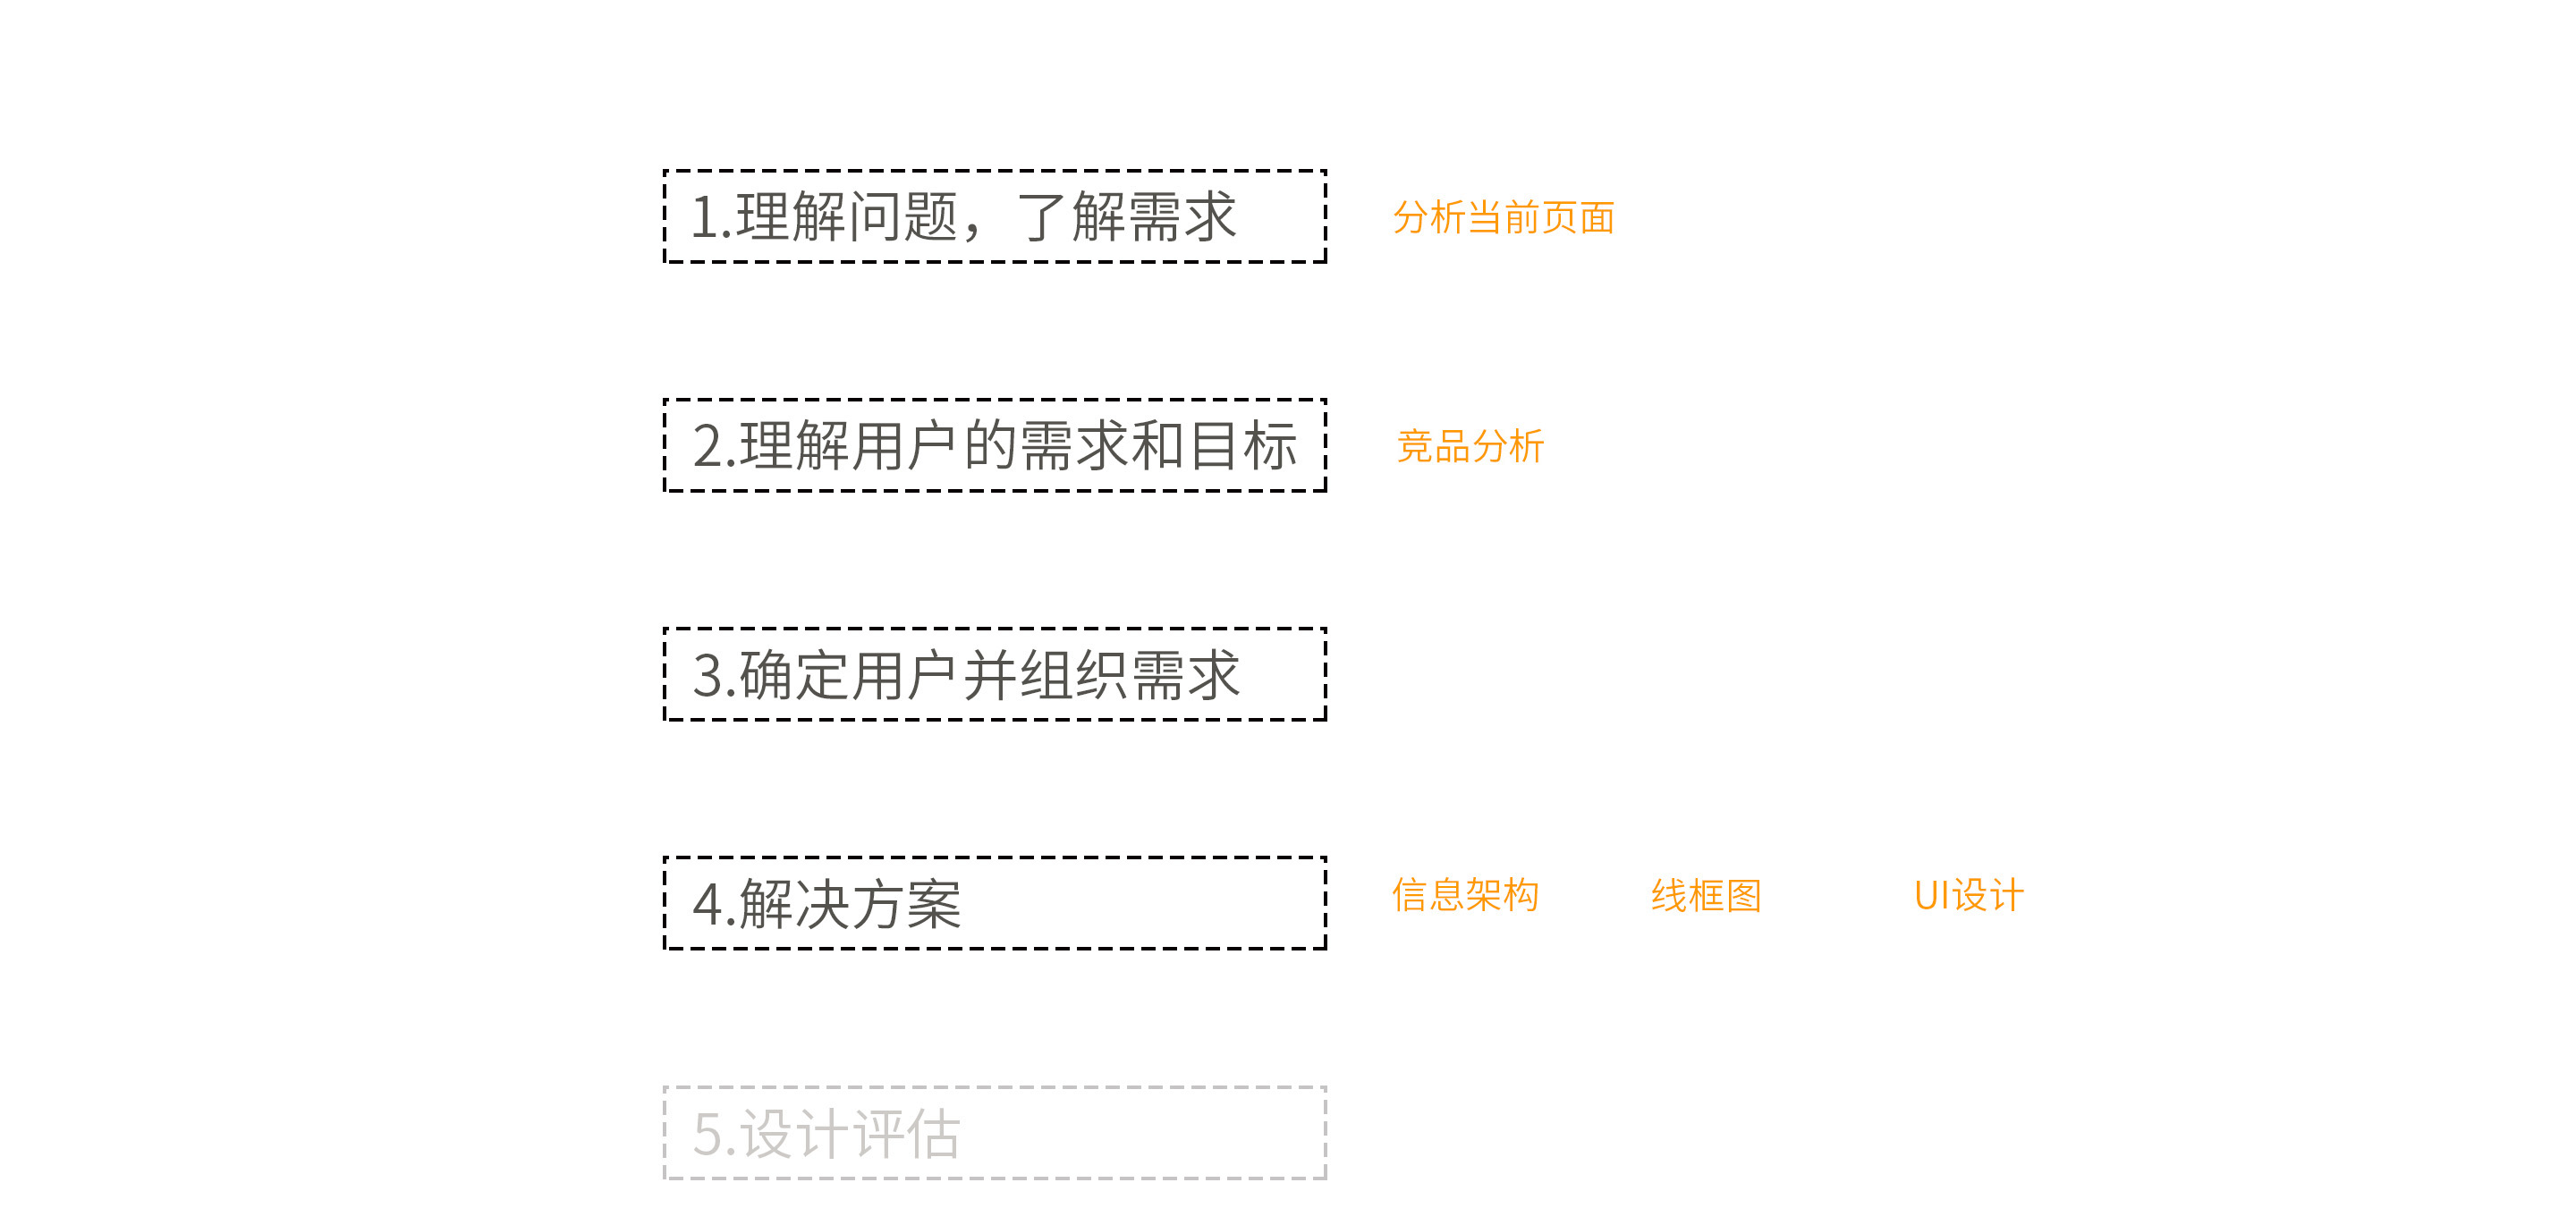 1.理解问题，了解需求 分析当前页面
2.理解用户的需求和目标 竞品分析
3.确定用户并组织需求
4.解决方案 信息架构 线框图 UI设计
5.设计评估